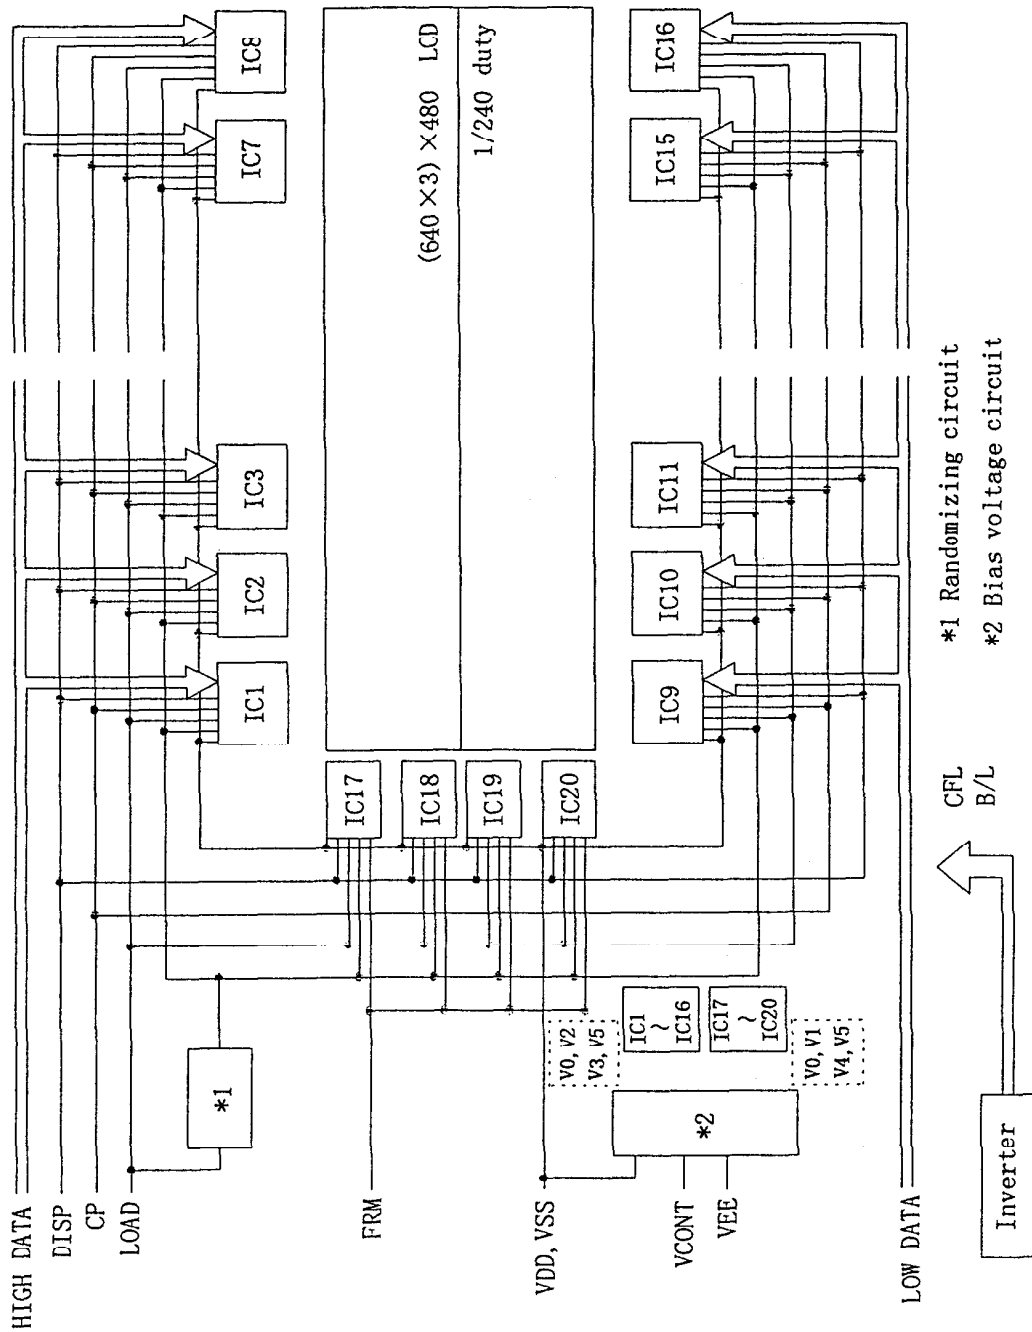 HIGH DATA
DISP
CP
LOAD
FRM
VDD, VSS
VCONT
VEE
LOW DATA
Inverter
*1
*2
V0, V2
V3, V5
IC1
~
IC16
IC17
~
IC20
V0, V1
V4, V5
IC17
IC18
IC19
IC20
IC1
IC2
IC3
IC7
IC8
(640×3)×480 LCD
1/240 duty
IC9
IC10
IC11
IC15
IC16
CFL
B/L
*1 Randomizing circuit
*2 Bias voltage circuit